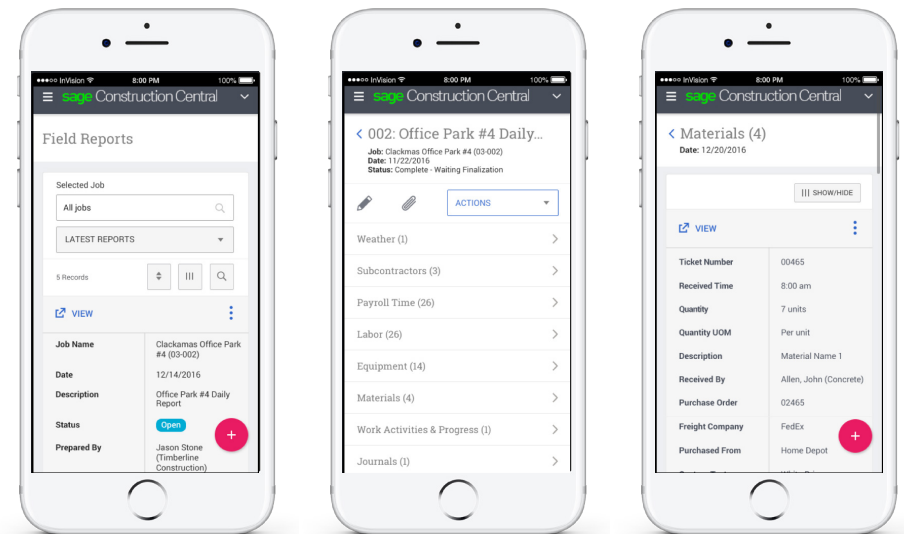 InVision 8:00 PM 100%
sage Construction Central
Field Reports
Selected Job
All jobs
LATEST REPORTS
5 Records
VIEW
Job Name Clackamas Office Park
#4 (03-002)
Date 12/14/2016
Description Office Park #4 Daily
Report
Status Open
Prepared By Jason Stone
(Timberline
Construction)
InVision 8:00 PM 100%
sage Construction Central
002: Office Park #4 Daily...
Job: Clackmas Office Park #4 (03-002)
Date: 11/22/2016
Status: Complete - Waiting Finalization
ACTIONS
Weather (1)
Subcontractors (3)
Payroll Time (26)
Labor (26)
Equipment (14)
Materials (4)
Work Activities & Progress (1)
Journals (1)
InVision 8:00 PM 100%
sage Construction Central
Materials (4)
Date: 12/20/2016
SHOW/HIDE
VIEW
Ticket Number 00465
Received Time 8:00 am
Quantity 7 units
Quantity UOM Per unit
Description Material Name 1
Received By Allen, John (Concrete)
Purchase Order 02465
Freight Company FedEx
Purchased From Home Depot